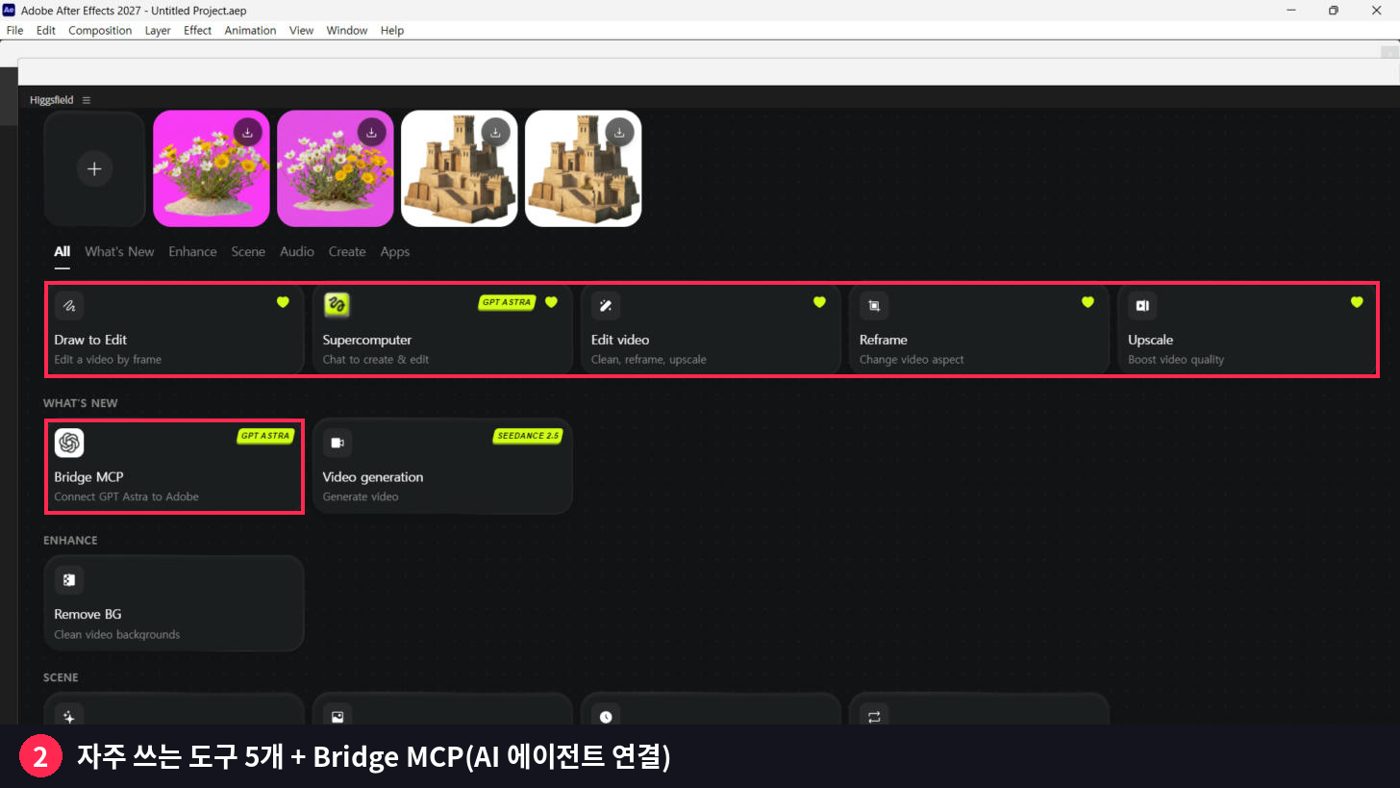 Ae Adobe After Effects 2027 - Untitled Project.aep
File Edit Composition Layer Effect Animation View Window Help
Higgsfield
All What's New Enhance Scene Audio Create Apps
Draw to Edit
Edit a video by frame
GPT ASTRA
Supercomputer
Chat to create & edit
Edit video
Clean, reframe, upscale
Reframe
Change video aspect
Upscale
Boost video quality
WHAT'S NEW
GPT ASTRA
Bridge MCP
Connect GPT Astra to Adobe
SEEDANCE 2.5
Video generation
Generate video
ENHANCE
Remove BG
Clean video backgrounds
SCENE
2 자주 쓰는 도구 5개 + Bridge MCP(AI 에이전트 연결)